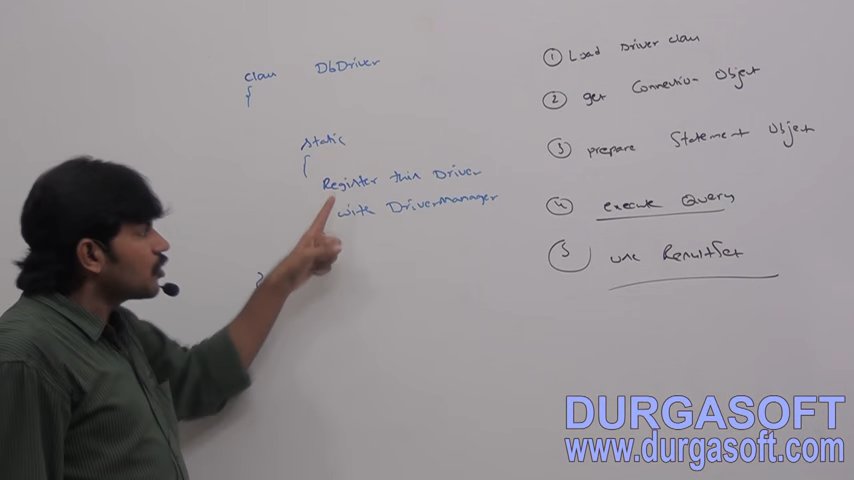 class DbDriver
{
static
{
Register this Driver
with DriverManager
}
① Load Driver class
② get Connection Object
③ prepare Statement Object
④ execute Query
⑤ use ResultSet
DURGASOFT
www.durgasoft.com